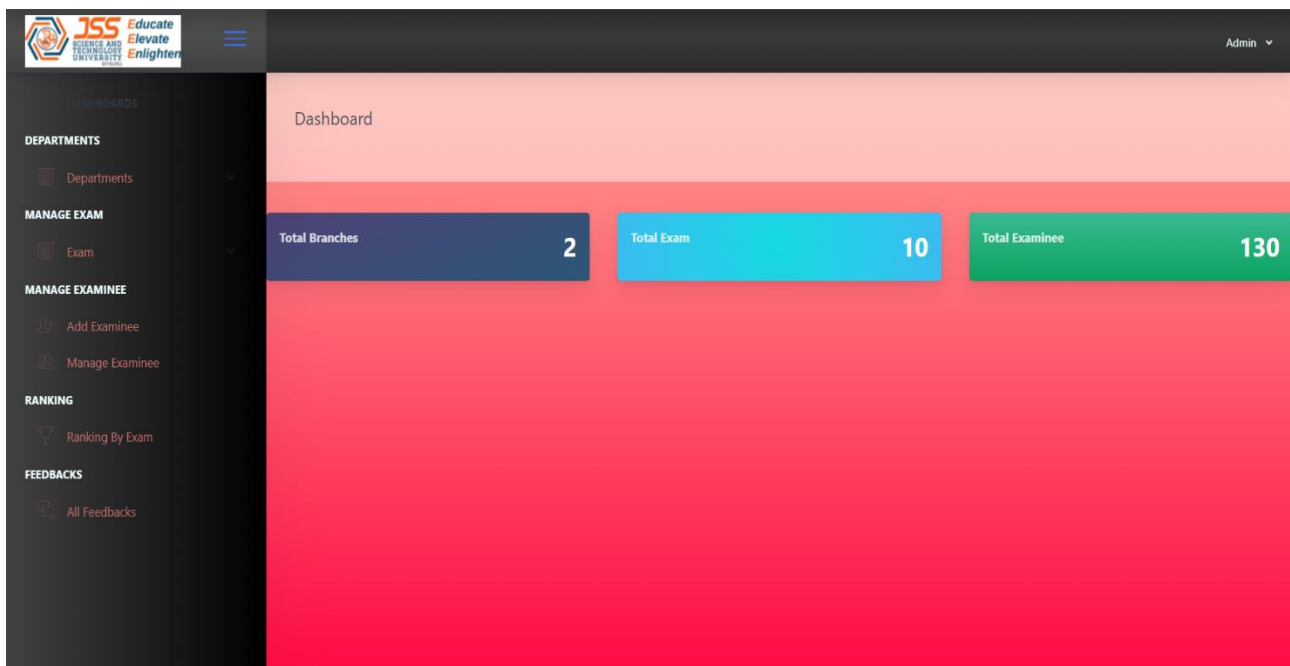 JSS
SCIENCE AND
TECHNOLOGY
UNIVERSITY
MYSURU
Educate
Elevate
Enlighten
Admin
DASHBOARDS
DEPARTMENTS
Departments
MANAGE EXAM
Exam
MANAGE EXAMINEE
Add Examinee
Manage Examinee
RANKING
Ranking By Exam
FEEDBACKS
All Feedbacks
Dashboard
Total Branches 2
Total Exam 10
Total Examinee 130